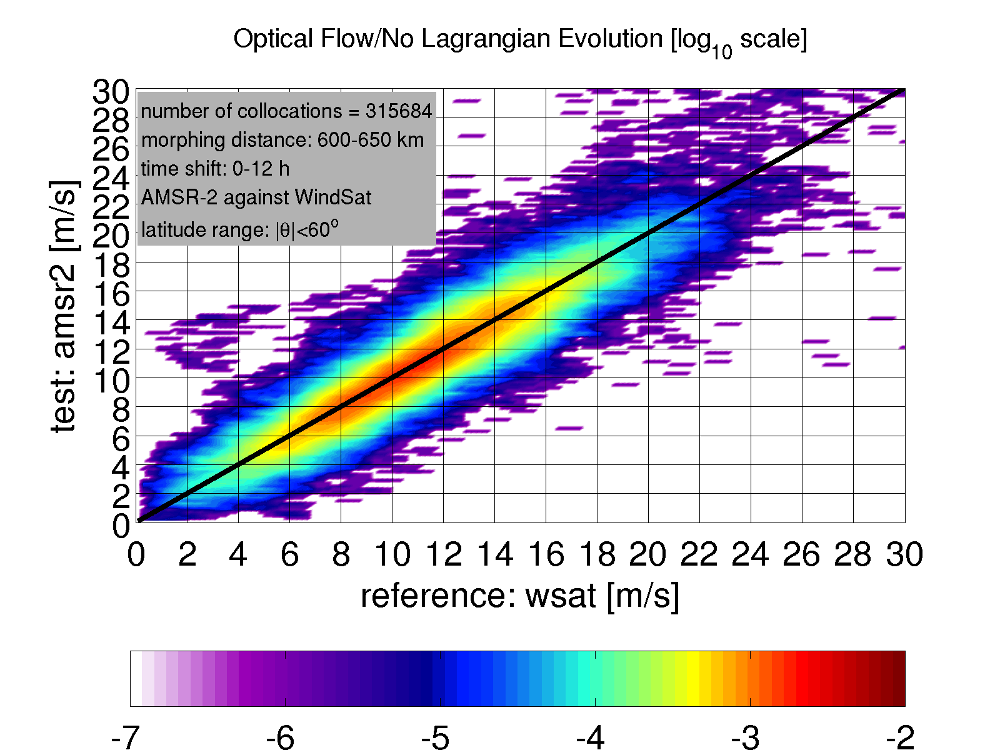 Optical Flow/No Lagrangian Evolution [log10 scale]
number of collocations = 315684
morphing distance: 600-650 km
time shift: 0-12 h
AMSR-2 against WindSat
latitude range: |θ|<60o
test: amsr2 [m/s]
30
28
26
24
22
20
18
16
14
12
10
8
6
4
2
0
0 2 4 6 8 10 12 14 16 18 20 22 24 26 28 30
reference: wsat [m/s]
-7 -6 -5 -4 -3 -2